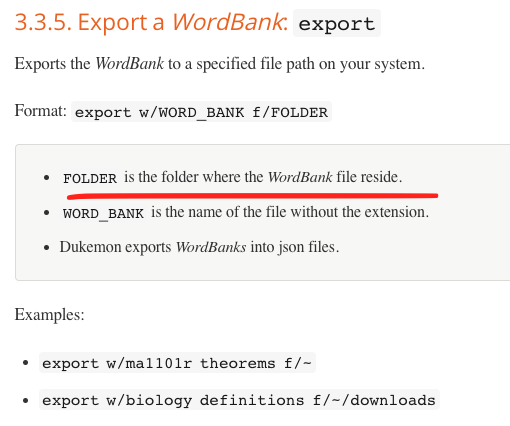 3.3.5. Export a WordBank: export
Exports the WordBank to a specified file path on your system.
Format: export w/WORD_BANK f/FOLDER
• FOLDER is the folder where the WordBank file reside.
• WORD_BANK is the name of the file without the extension.
• Dukemon exports WordBanks into json files.
Examples:
• export w/ma1101r theorems f/~
• export w/biology definitions f/~/downloads